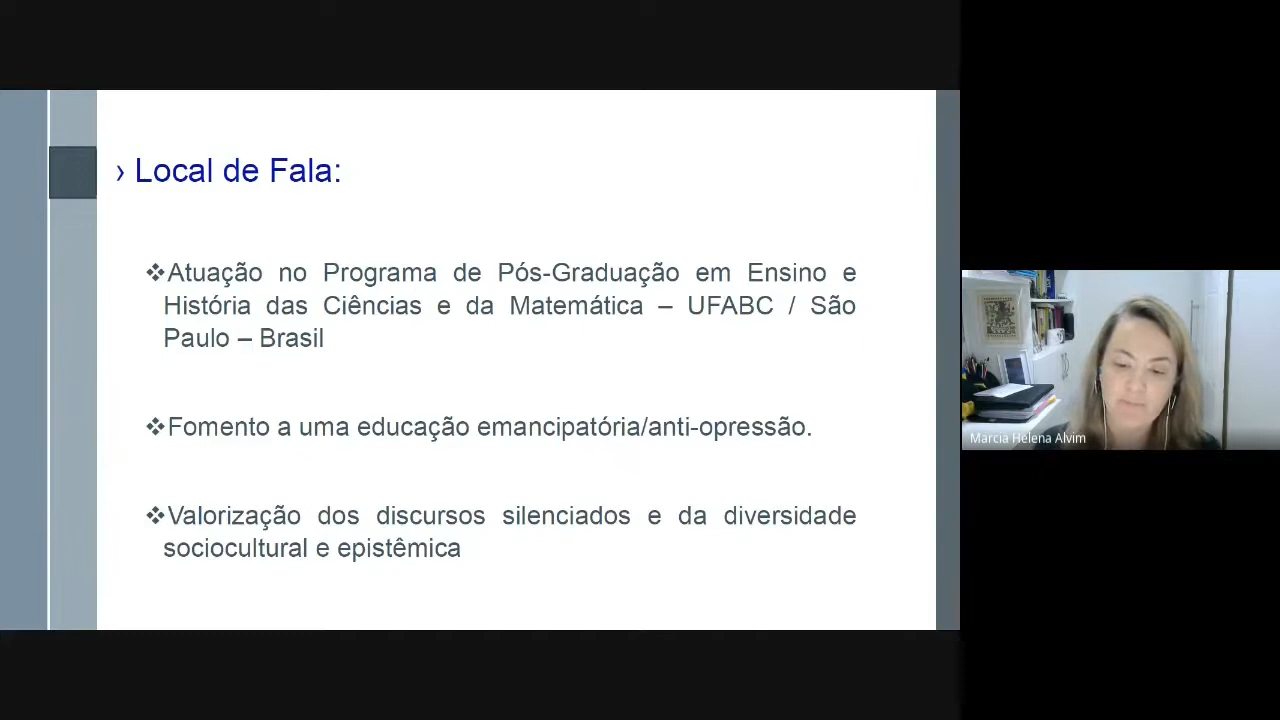 › Local de Fala:
❖Atuação no Programa de Pós-Graduação em Ensino e
História das Ciências e da Matemática – UFABC / São
Paulo – Brasil
❖Fomento a uma educação emancipatória/anti-opressão.
❖Valorização dos discursos silenciados e da diversidade
sociocultural e epistêmica
Marcia Helena Alvim